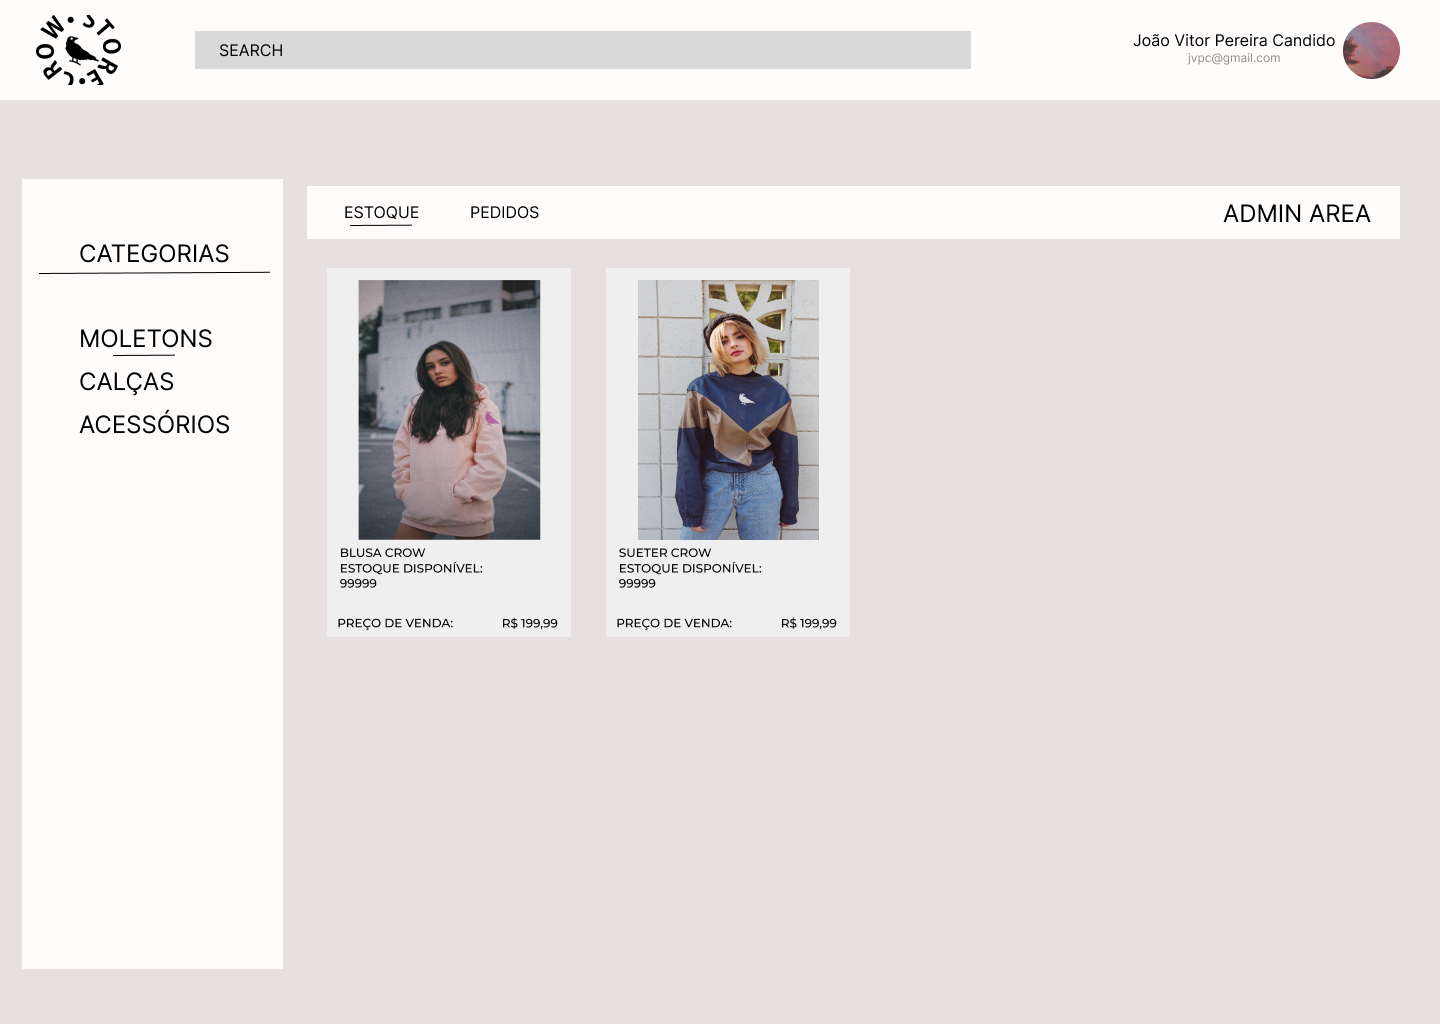 CROW • STORE •
SEARCH
João Vitor Pereira Candido
jvpc@gmail.com
CATEGORIAS
MOLETONS
CALÇAS
ACESSÓRIOS
ESTOQUE
PEDIDOS
ADMIN AREA
BLUSA CROW
ESTOQUE DISPONÍVEL:
99999
PREÇO DE VENDA: R$ 199,99
SUETER CROW
ESTOQUE DISPONÍVEL:
99999
PREÇO DE VENDA: R$ 199,99